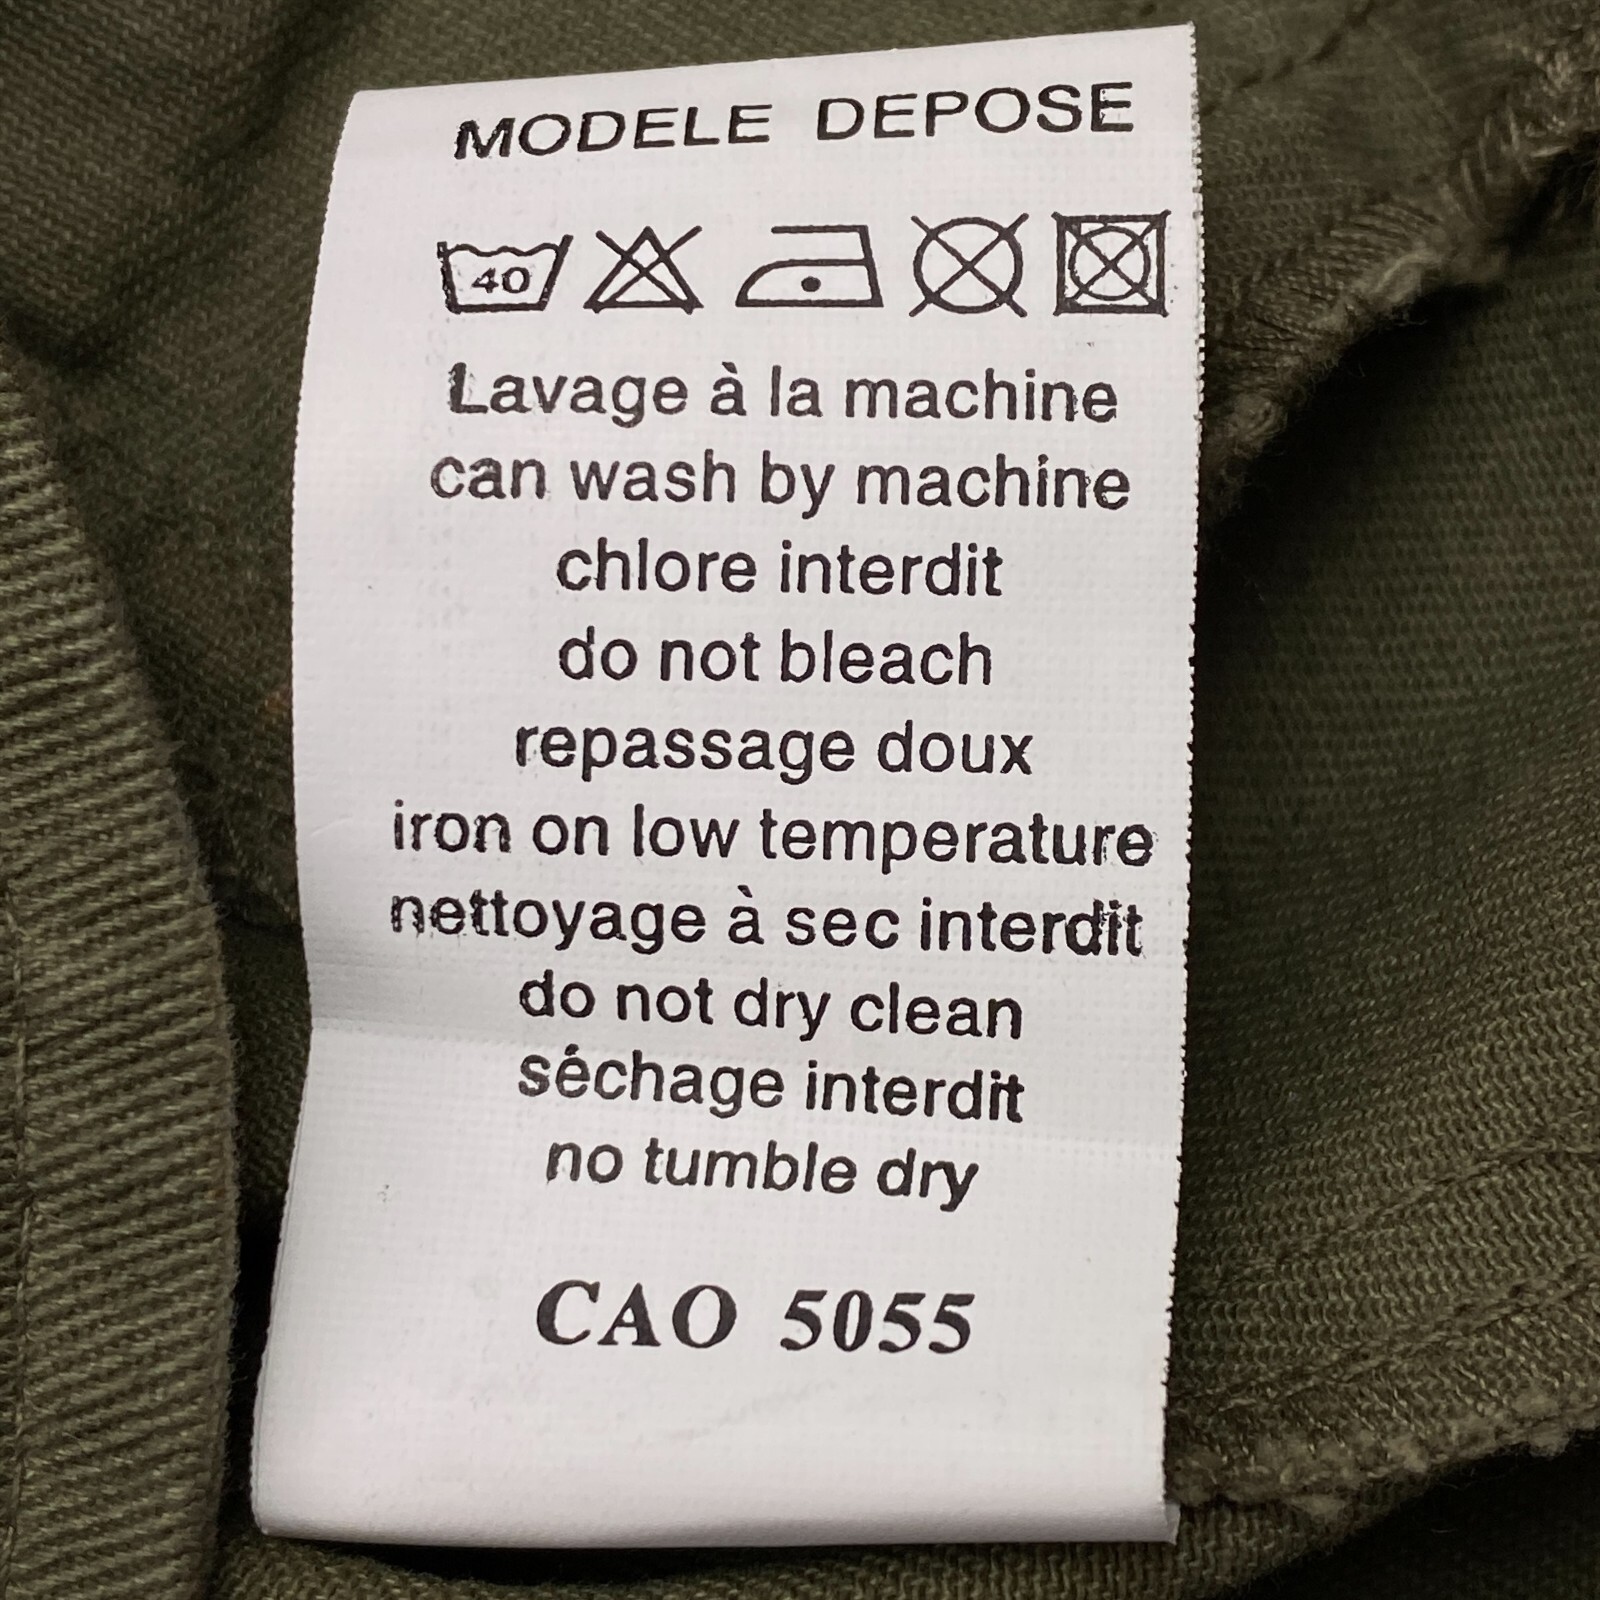 MODELE DEPOSE
40
Lavage à la machine
can wash by machine
chlore interdit
do not bleach
repassage doux
iron on low temperature
nettoyage à sec interdit
do not dry clean
séchage interdit
no tumble dry
CAO 5055